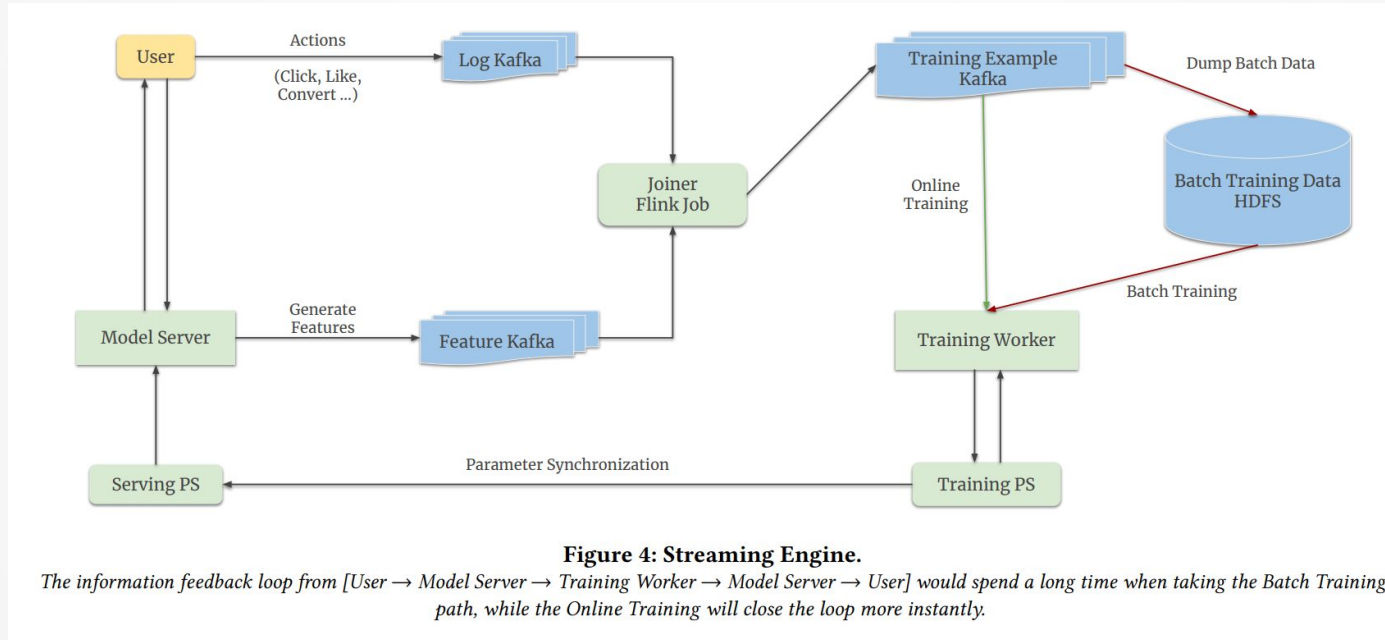 User
Actions
(Click, Like,
Convert ...)
Log Kafka
Training Example
Kafka
Dump Batch Data
Joiner
Flink Job
Online
Training
Batch Training Data
HDFS
Batch Training
Model Server
Generate
Features
Feature Kafka
Training Worker
Serving PS
Parameter Synchronization
Training PS
Figure 4: Streaming Engine.
The information feedback loop from [User → Model Server → Training Worker → Model Server → User] would spend a long time when taking the Batch Training
path, while the Online Training will close the loop more instantly.